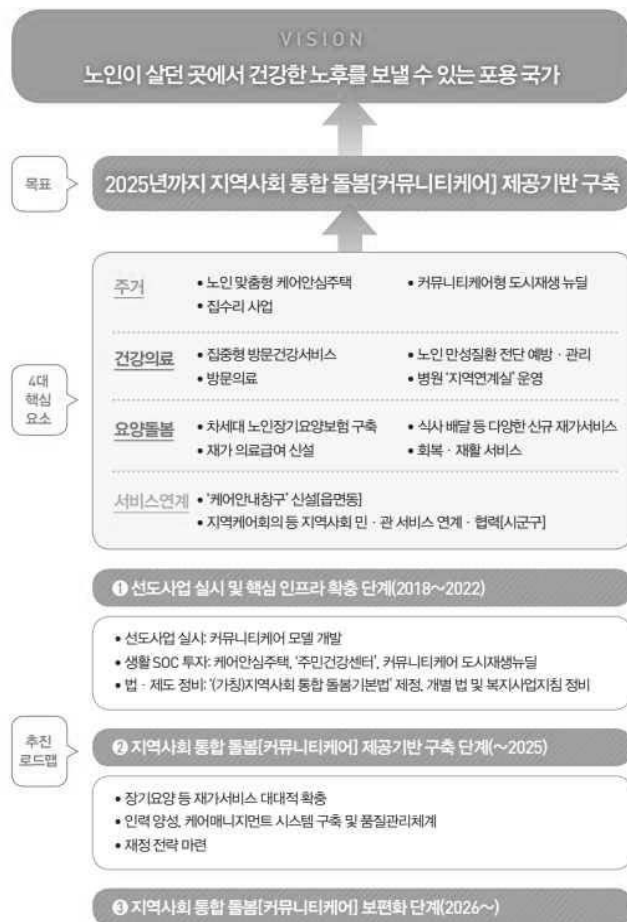 VISION
노인이 살던 곳에서 건강한 노후를 보낼 수 있는 포용 국가
목표
2025년까지 지역사회 통합 돌봄[커뮤니티케어] 제공기반 구축
4대
핵심
요소
주거
• 노인 맞춤형 케어안심주택
• 커뮤니티케어형 도시재생 뉴딜
• 집수리 사업
건강의료
• 집중형 방문건강서비스
• 노인 만성질환 전단 예방 · 관리
• 방문의료
• 병원 '지역연계실' 운영
요양돌봄
• 차세대 노인장기요양보험 구축
• 식사 배달 등 다양한 신규 재가서비스
• 재가 의료급여 신설
• 회복 · 재활 서비스
서비스연계
• '케어안내창구' 신설[읍면동]
• 지역케어회의 등 지역사회 민 · 관 서비스 연계 · 협력[시군구]
추진
로드맵
❶ 선도사업 실시 및 핵심 인프라 확충 단계(2018~2022)
• 선도사업 실시: 커뮤니티케어 모델 개발
• 생활 SOC 투자: 케어안심주택, '주민건강센터', 커뮤니티케어 도시재생뉴딜
• 법 · 제도 정비: '(가칭)지역사회 통합 돌봄기본법' 제정, 개별 법 및 복지사업지침 정비
❷ 지역사회 통합 돌봄[커뮤니티케어] 제공기반 구축 단계(~2025)
• 장기요양 등 재가서비스 대대적 확충
• 인력 양성, 케어매니지먼트 시스템 구축 및 품질관리체계
• 재정 전략 마련
❸ 지역사회 통합 돌봄[커뮤니티케어] 보편화 단계(2026~)